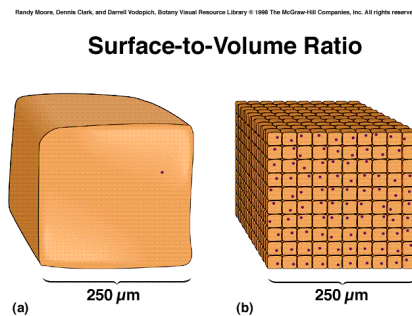 Randy Moore, Dennis Clark, and Darrell Vodopich, Botany Visual Resource Library © 1998 The McGraw-Hill Companies, Inc. All rights
Surface-to-Volume Ratio
250 µm
250 µm
(a)
(b)